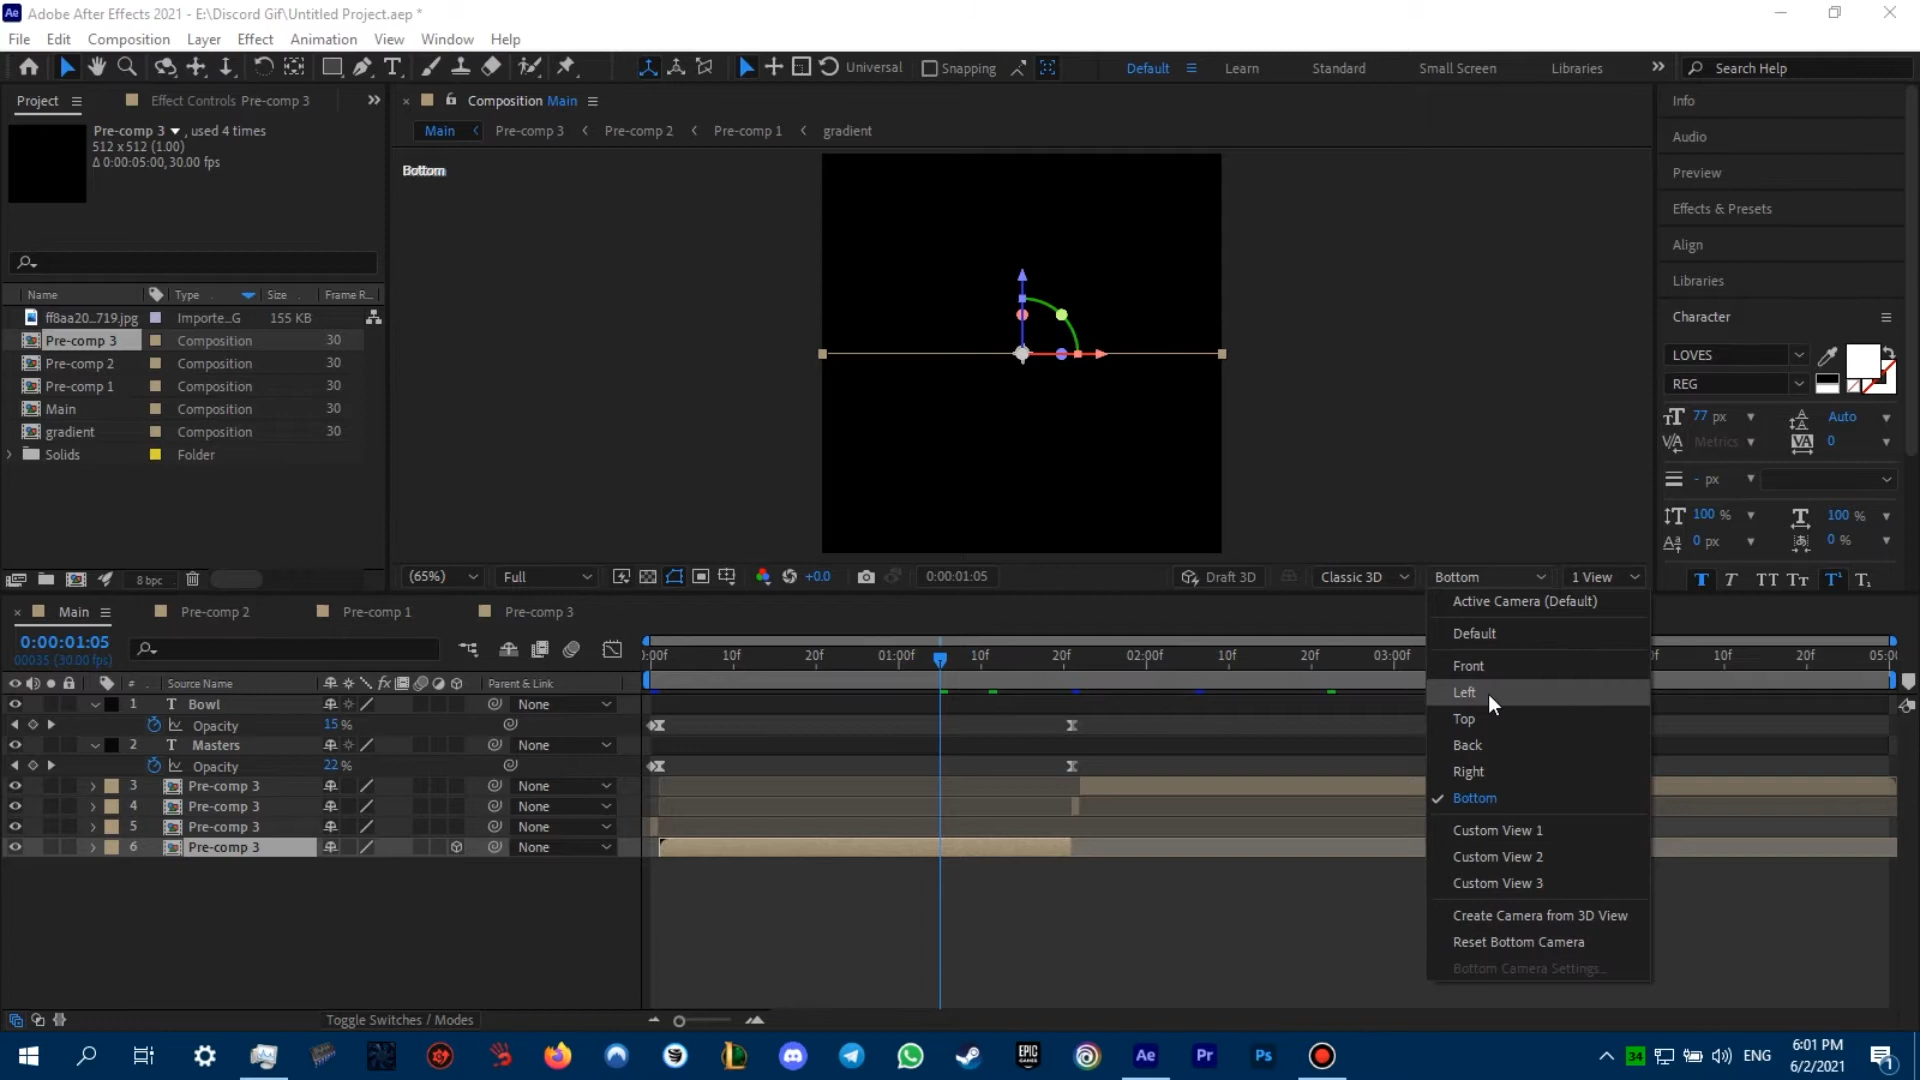 Adobe After Effects 2021 - E:\Discord Gif\Untitled Project.aep *
File Edit Composition Layer Effect Animation View Window Help
Universal Snapping Default Learn Standard Small Screen Libraries Search Help
Project Effect Controls Pre-comp 3
Composition Main
Main Pre-comp 3 Pre-comp 2 Pre-comp 1 gradient
Pre-comp 3 , used 4 times
512 x 512 (1.00)
Δ 0:00:05:00, 30.00 fps
Bottom
Name Type Size Frame R...
ff8aa20...719.jpg Importe...G 155 KB
Pre-comp 3 Composition 30
Pre-comp 2 Composition 30
Pre-comp 1 Composition 30
Main Composition 30
gradient Composition 30
Solids Folder
8 bpc
(65%) Full +0.0 0:00:01:05 Draft 3D Classic 3D Bottom 1 View
Info
Audio
Preview
Effects & Presets
Align
Libraries
Character
LOVES
REG
77 px Auto
Metrics 0
- px
100 % 100 %
0 px 0 %
T T TT Tт T¹ T₁
Main Pre-comp 2 Pre-comp 1 Pre-comp 3
0:00:01:05
00035 (30.00 fps)
):00f 10f 20f 01:00f 10f 20f 02:00f 10f 20f 03:00f 10f 20f 05:0
# Source Name Parent & Link
1 T Bowl None
Opacity 15 %
2 T Masters None
Opacity 22 %
3 Pre-comp 3 None
4 Pre-comp 3 None
5 Pre-comp 3 None
6 Pre-comp 3 None
Active Camera (Default)
Default
Front
Left
Top
Back
Right
Bottom
Custom View 1
Custom View 2
Custom View 3
Create Camera from 3D View
Reset Bottom Camera
Bottom Camera Settings...
Toggle Switches / Modes
EPIC GAMES Ae Pr Ps 34 ENG 6:01 PM
6/2/2021 1